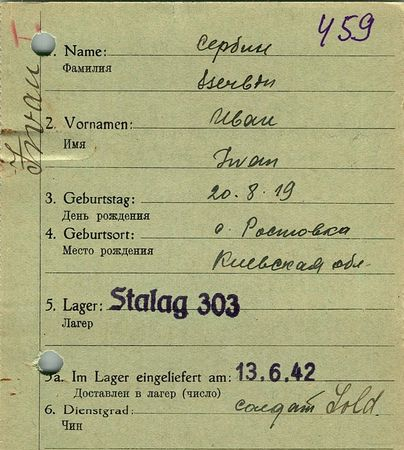 459
1. Name: Сербин
Фамилия
Iwan
2. Vornamen: Иван
Имя
Iwan
3. Geburtstag: 20. 8. 19
День рождения
4. Geburtsort: с. Ростовка
Место рождения
Киевская обл.
5. Lager: Stalag 303
Лагер
5a. Im Lager eingeliefert am: 13.6.42
Доставлен в лагер (число)
6. Dienstgrad: солдат Sold.
Чин